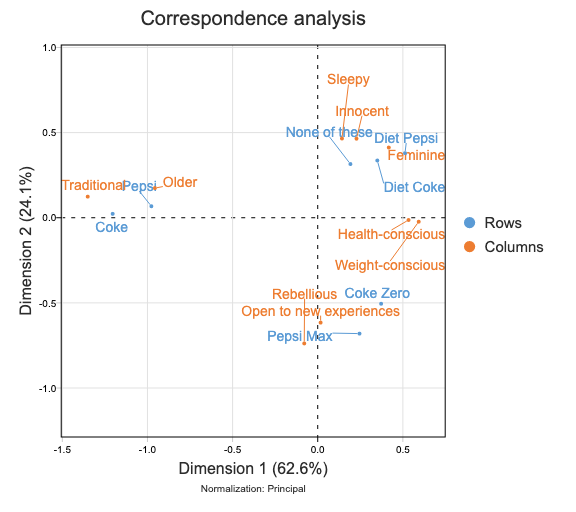 Correspondence analysis
1.0
Sleepy
Innocent
0.5
None of these
Diet Pepsi
Feminine
Traditional
Pepsi
Older
Diet Coke
0.0
Coke
Health-conscious
Weight-conscious
Rows
Columns
Dimension 2 (24.1%)
Rebellious
Coke Zero
-0.5
Open to new experiences
Pepsi Max
-1.0
-1.5 -1.0 -0.5 0.0 0.5
Dimension 1 (62.6%)
Normalization: Principal